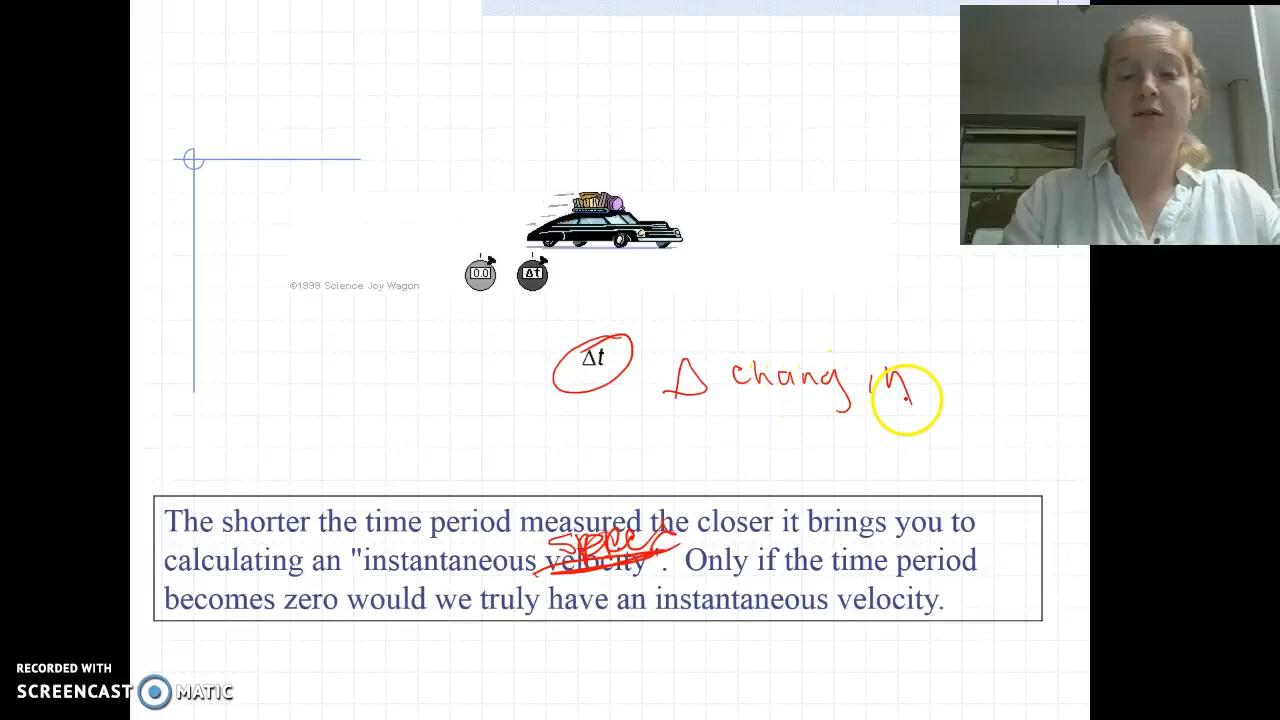 0.0 Δt
©1999 Science Joy Wagon
Δt Δ chang in
The shorter the time period measured the closer it brings you to
speed
calculating an "instantaneous velocity". Only if the time period
becomes zero would we truly have an instantaneous velocity.
RECORDED WITH
SCREENCAST MATIC